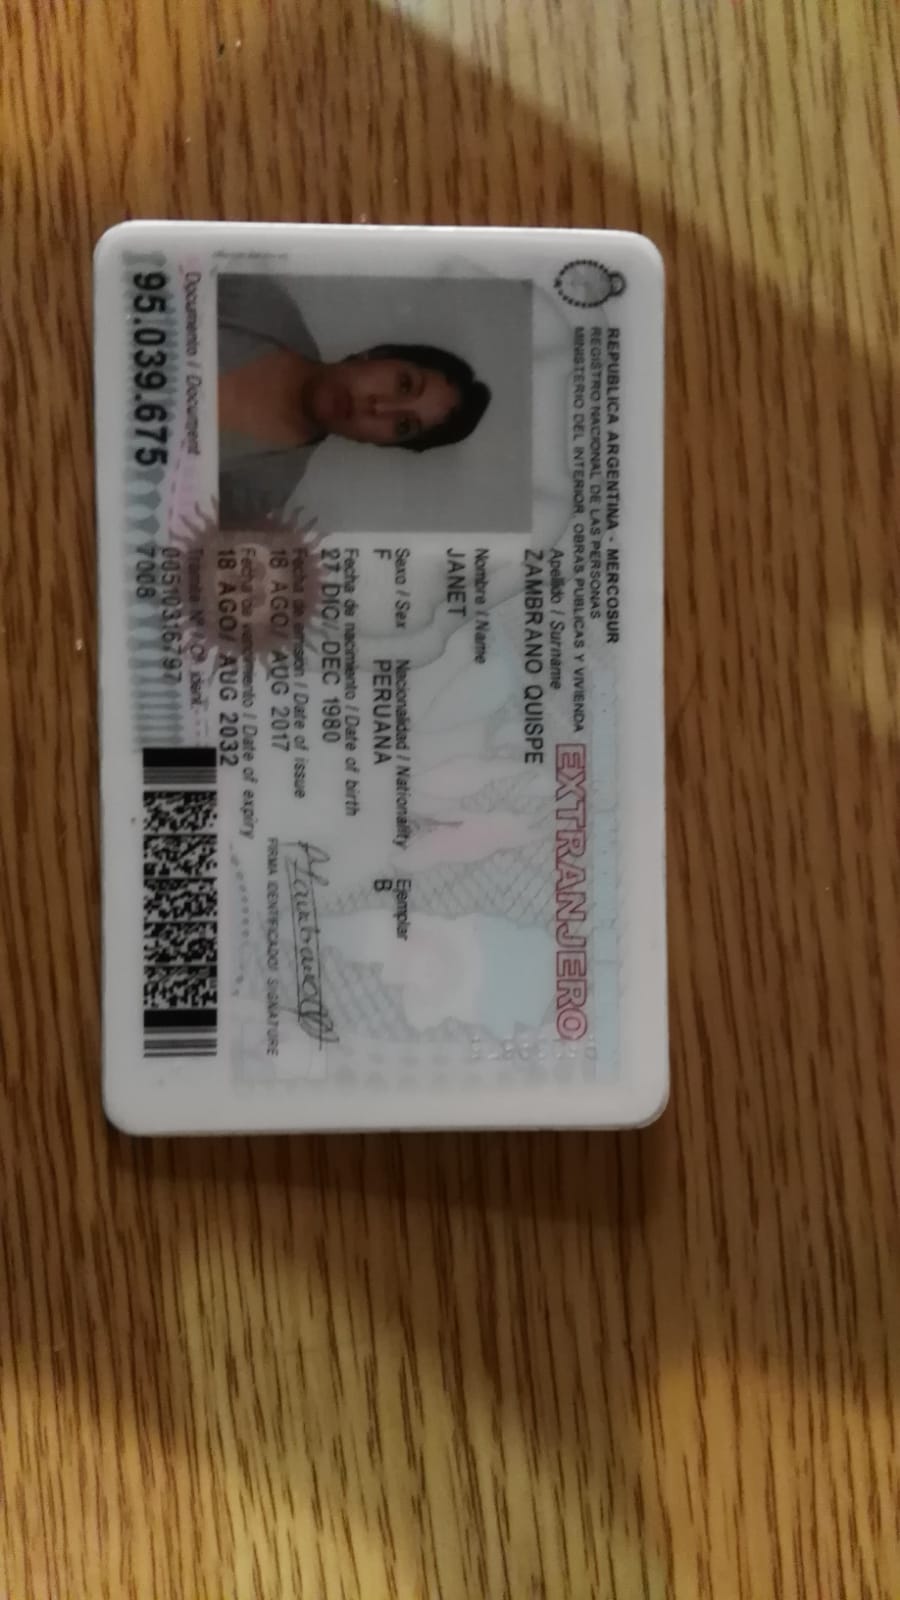 REPUBLICA ARGENTINA - MERCOSUR
REGISTRO NACIONAL DE LAS PERSONAS
MINISTERIO DEL INTERIOR, OBRAS PUBLICAS Y VIVIENDA
EXTRANJERO
Apellido / Surname
ZAMBRANO QUISPE
Nombre / Name
JANET
Sexo / Sex Nacionalidad / Nationality Ejemplar
F PERUANA B
Fecha de nacimiento / Date of birth
27 DIC/ DEC 1980
Fecha de emisión / Date of issue
18 AGO/ AUG 2017
Fecha de vencimiento / Date of expiry
18 AGO/ AUG 2032
FIRMA IDENTIFICADO/ SIGNATURE
Trámite Nº / Of. ident.
00510316797
7008
Documento / Document
95.039.675